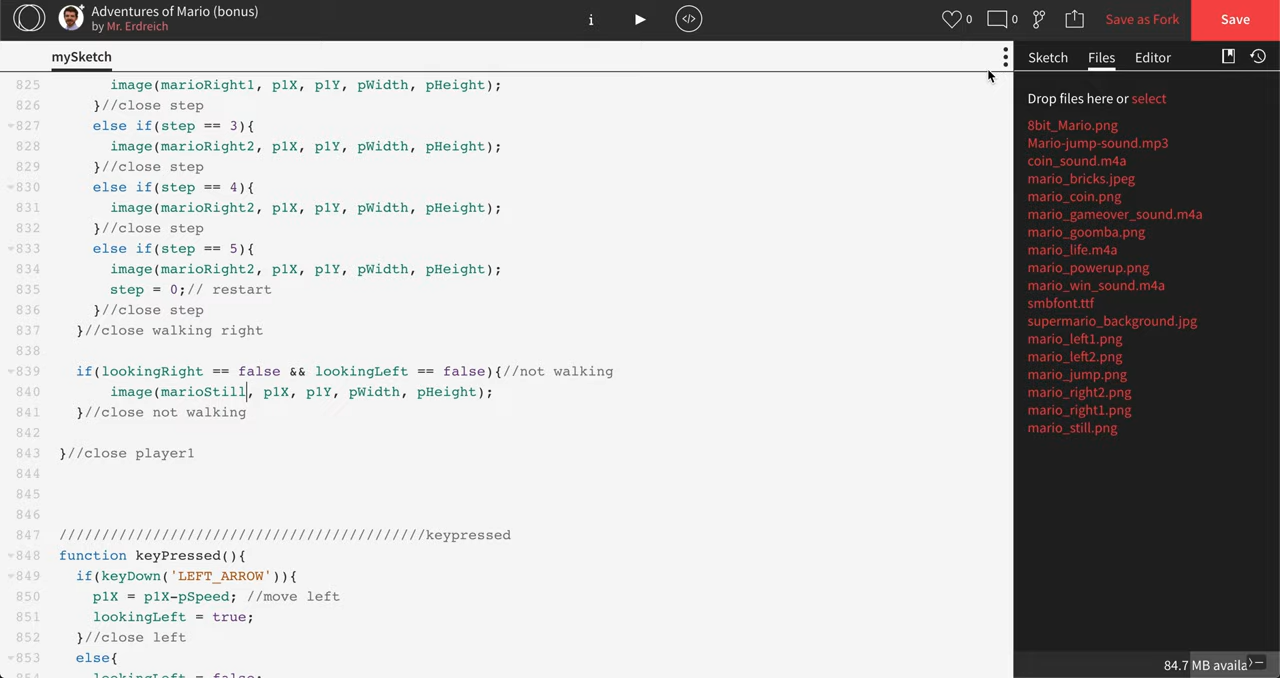 Adventures of Mario (bonus)
by Mr. Erdreich
i
</>
0
0
Save as Fork
Save
mySketch
Sketch
Files
Editor
825 image(marioRight1, p1X, p1Y, pWidth, pHeight);
826 }//close step
827 else if(step == 3){
828 image(marioRight2, p1X, p1Y, pWidth, pHeight);
829 }//close step
830 else if(step == 4){
831 image(marioRight2, p1X, p1Y, pWidth, pHeight);
832 }//close step
833 else if(step == 5){
834 image(marioRight2, p1X, p1Y, pWidth, pHeight);
835 step = 0;// restart
836 }//close step
837 }//close walking right
838
839 if(lookingRight == false && lookingLeft == false){//not walking
840 image(marioStill, p1X, p1Y, pWidth, pHeight);
841 }//close not walking
842
843 }//close player1
844
845
846
847 ///////////////////////////////////////////keypressed
848 function keyPressed(){
849 if(keyDown('LEFT_ARROW')){
850 p1X = p1X-pSpeed; //move left
851 lookingLeft = true;
852 }//close left
853 else{
854 lookingLeft = false;
Drop files here or select
8bit_Mario.png
Mario-jump-sound.mp3
coin_sound.m4a
mario_bricks.jpeg
mario_coin.png
mario_gameover_sound.m4a
mario_goomba.png
mario_life.m4a
mario_powerup.png
mario_win_sound.m4a
smbfont.ttf
supermario_background.jpg
mario_left1.png
mario_left2.png
mario_jump.png
mario_right2.png
mario_right1.png
mario_still.png
84.7 MB availa